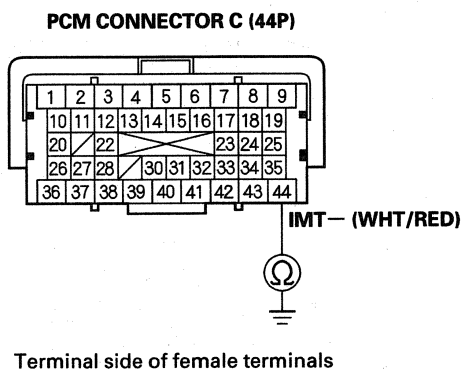 PCM CONNECTOR C (44P)
1 2 3 4 5 6 7 8 9
10 11 12 13 14 15 16 17 18 19
20 22 23 24 25
26 27 28 30 31 32 33 34 35
36 37 38 39 40 41 42 43 44
IMT— (WHT/RED)
Ω
Terminal side of female terminals